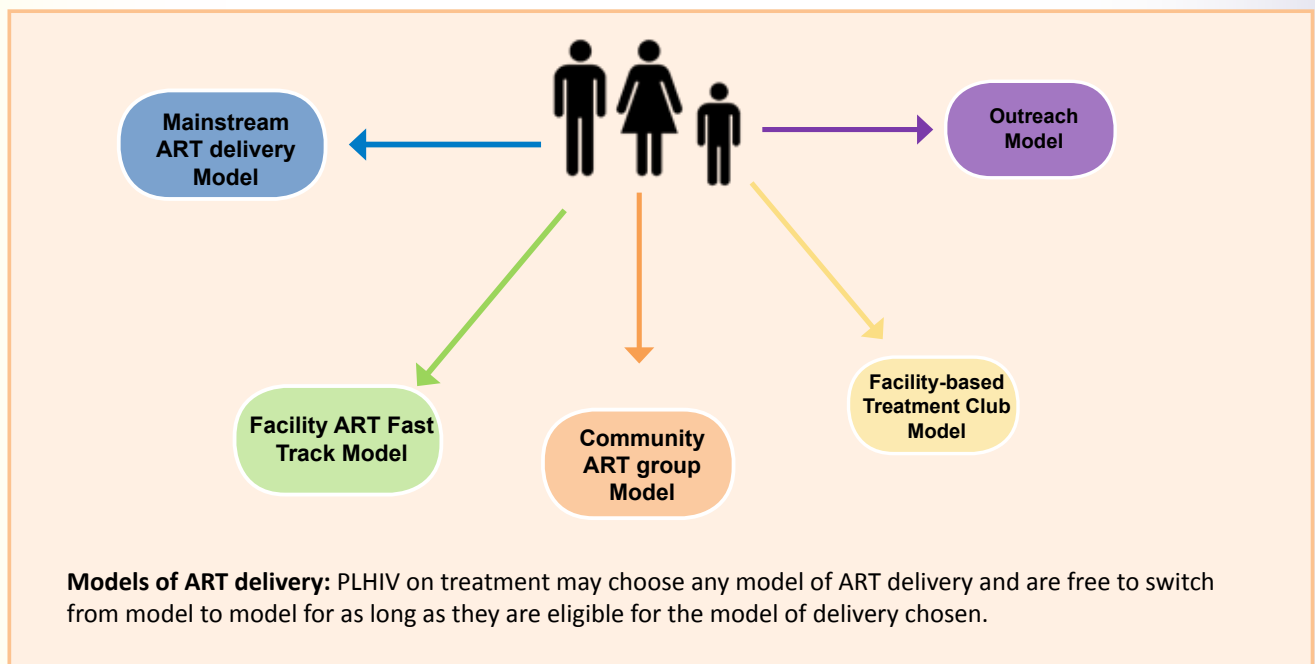 Mainstream
ART delivery
Model
Outreach
Model
Facility ART Fast
Track Model
Community
ART group
Model
Facility-based
Treatment Club
Model
Models of ART delivery: PLHIV on treatment may choose any model of ART delivery and are free to switch
from model to model for as long as they are eligible for the model of delivery chosen.